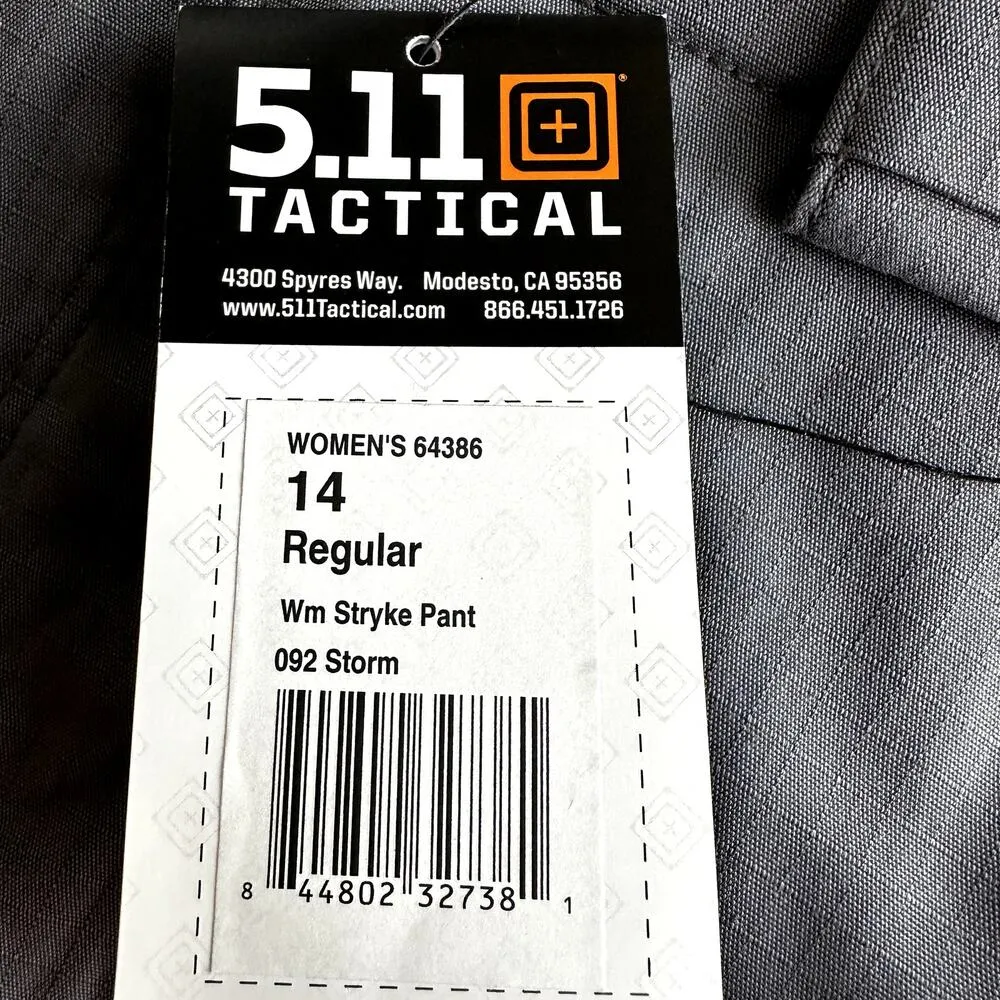 5.11®
TACTICAL
4300 Spyres Way. Modesto, CA 95356
www.511Tactical.com 866.451.1726
WOMEN'S 64386
14
Regular
Wm Stryke Pant
092 Storm
8 44802 32738 1